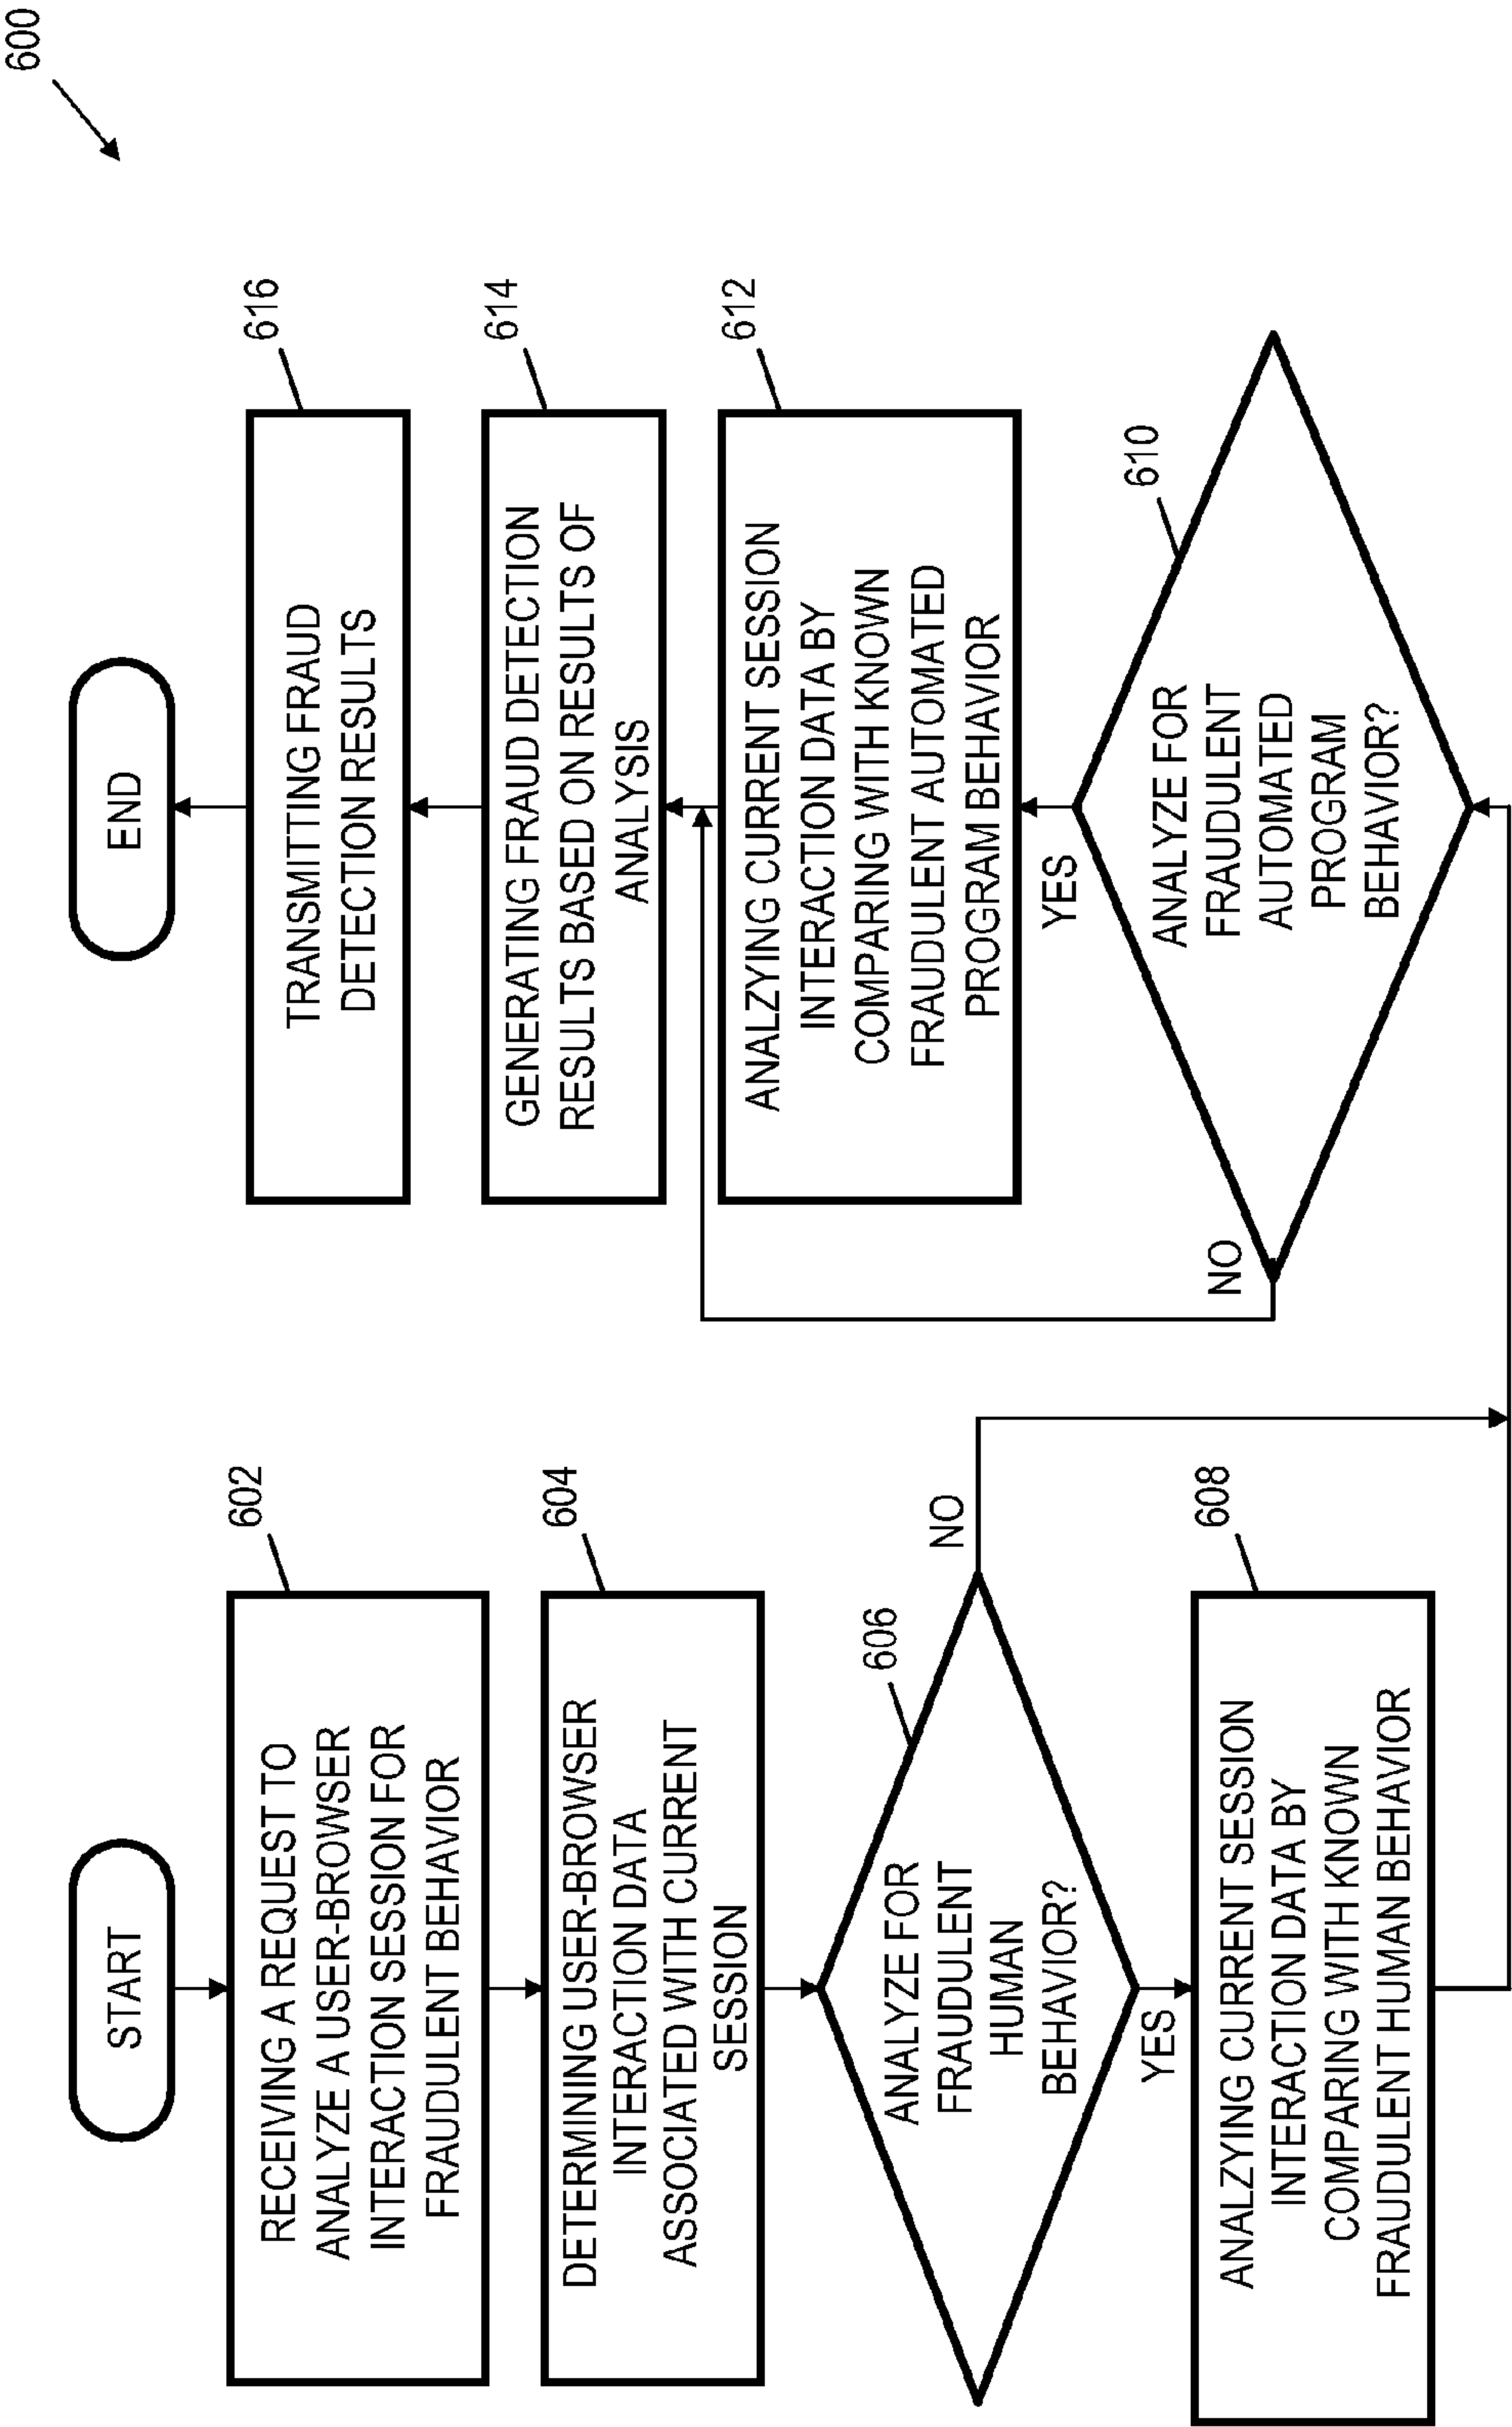 600
START
602
RECEIVING A REQUEST TO
ANALYZE A USER-BROWSER
INTERACTION SESSION FOR
FRAUDULENT BEHAVIOR
604
DETERMINING USER-BROWSER
INTERACTION DATA
ASSOCIATED WITH CURRENT
SESSION
606
ANALYZE FOR
FRAUDULENT
HUMAN
BEHAVIOR?
NO
YES
608
ANALZYING CURRENT SESSION
INTERACTION DATA BY
COMPARING WITH KNOWN
FRAUDULENT HUMAN BEHAVIOR
610
ANALYZE FOR
FRAUDULENT
AUTOMATED
PROGRAM
BEHAVIOR?
NO
YES
612
ANALZYING CURRENT SESSION
INTERACTION DATA BY
COMPARING WITH KNOWN
FRAUDULENT AUTOMATED
PROGRAM BEHAVIOR
614
GENERATING FRAUD DETECTION
RESULTS BASED ON RESULTS OF
ANALYSIS
616
TRANSMITTING FRAUD
DETECTION RESULTS
END